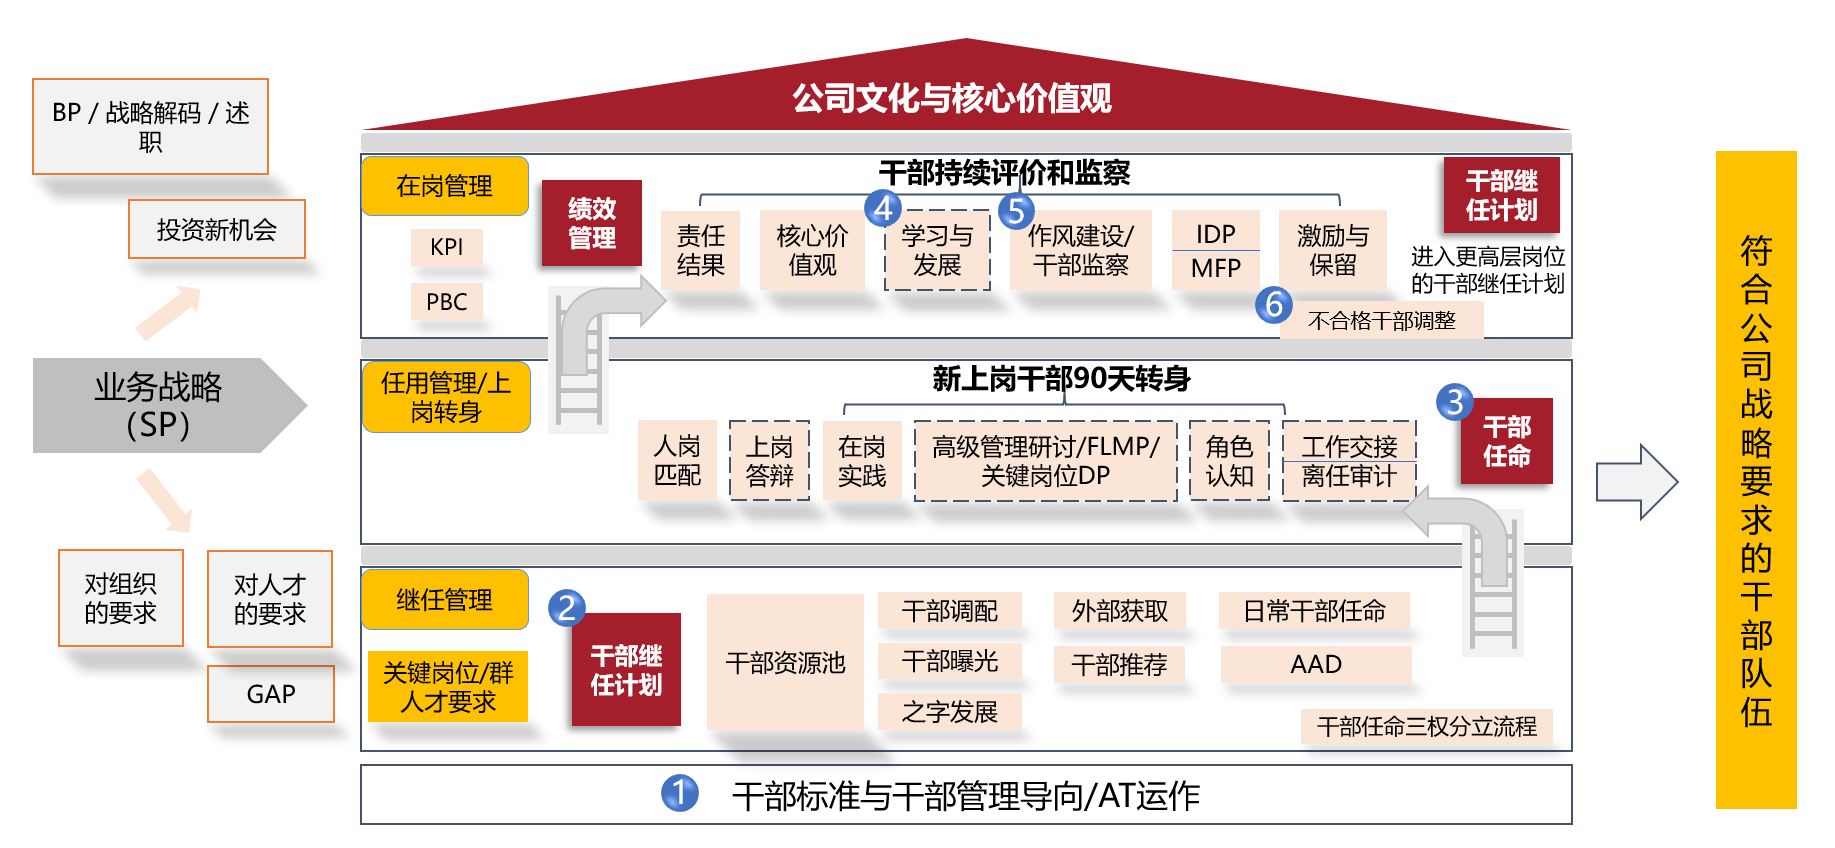 公司文化与核心价值观
BP / 战略解码 / 述
职
投资新机会
业务战略
（SP）
对组织
的要求
对人才
的要求
GAP
在岗管理
KPI
PBC
绩效
管理
干部持续评价和监察
责任
结果
核心价
值观
4
学习与
发展
5
作风建设/
干部监察
IDP
MFP
激励与
保留
6
不合格干部调整
干部继
任计划
进入更高层岗位
的干部继任计划
任用管理/上
岗转身
新上岗干部90天转身
人岗
匹配
上岗
答辩
在岗
实践
高级管理研讨/FLMP/
关键岗位DP
角色
认知
工作交接
离任审计
3
干部
任命
继任管理
关键岗位/群
人才要求
2
干部继
任计划
干部资源池
干部调配
干部曝光
之字发展
外部获取
干部推荐
日常干部任命
AAD
干部任命三权分立流程
1
干部标准与干部管理导向/AT运作
符
合
公
司
战
略
要
求
的
干
部
队
伍